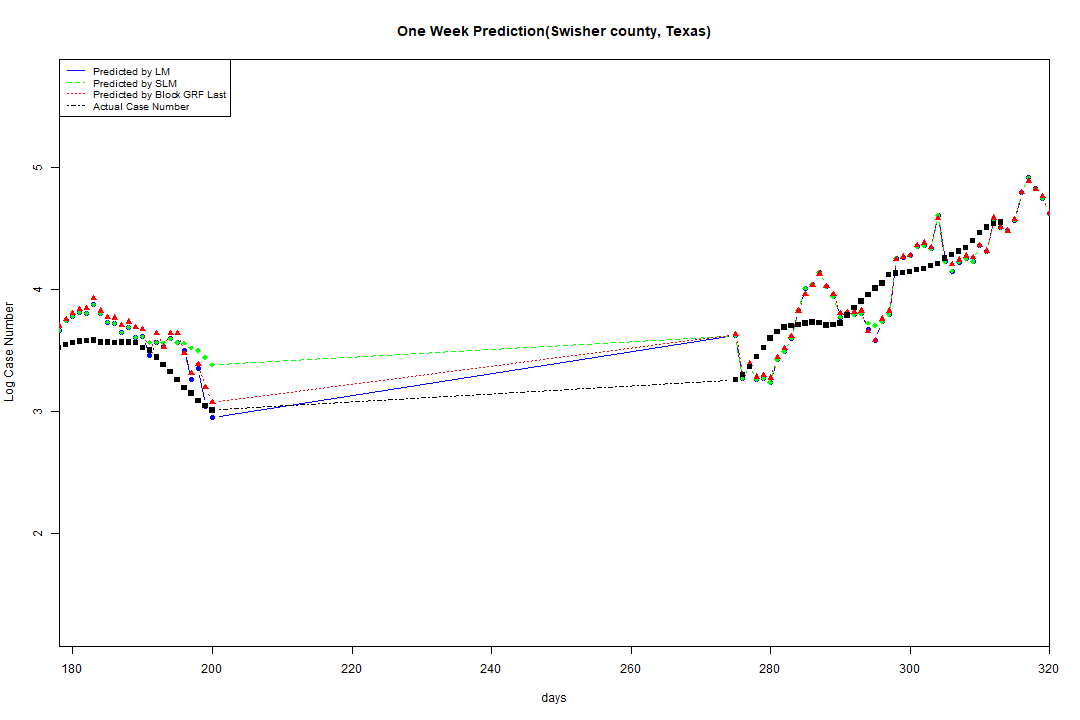 One Week Prediction(Swisher county, Texas)
Predicted by LM
Predicted by SLM
Predicted by Block GRF Last
Actual Case Number
5
4
3
2
Log Case Number
180 200 220 240 260 280 300 320
days